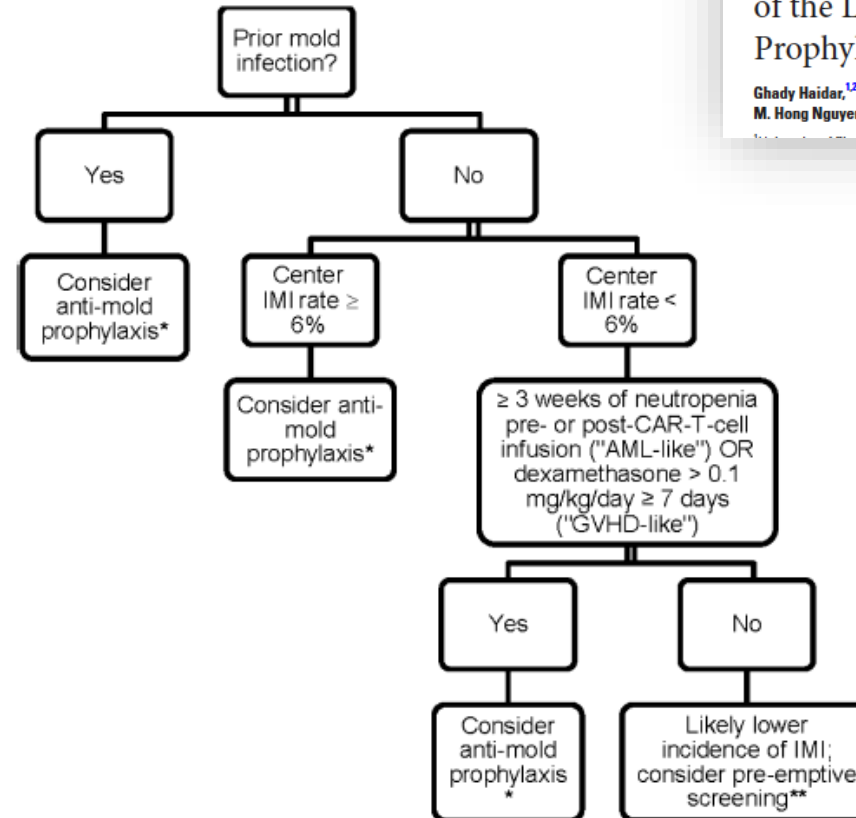 of the L
Prophyl
Ghady Haidar,1,2
M. Hong Nguye
Prior mold
infection?
Yes
No
Consider
anti-mold
prophylaxis*
Center
IMI rate ≥
6%
Center
IMI rate <
6%
Consider anti-
mold
prophylaxis*
≥ 3 weeks of neutropenia
pre- or post-CAR-T-cell
infusion ("AML-like") OR
dexamethasone > 0.1
mg/kg/day ≥ 7 days
("GVHD-like")
Yes
No
Consider
anti-mold
prophylaxis
*
Likely lower
incidence of IMI;
consider pre-emptive
screening**